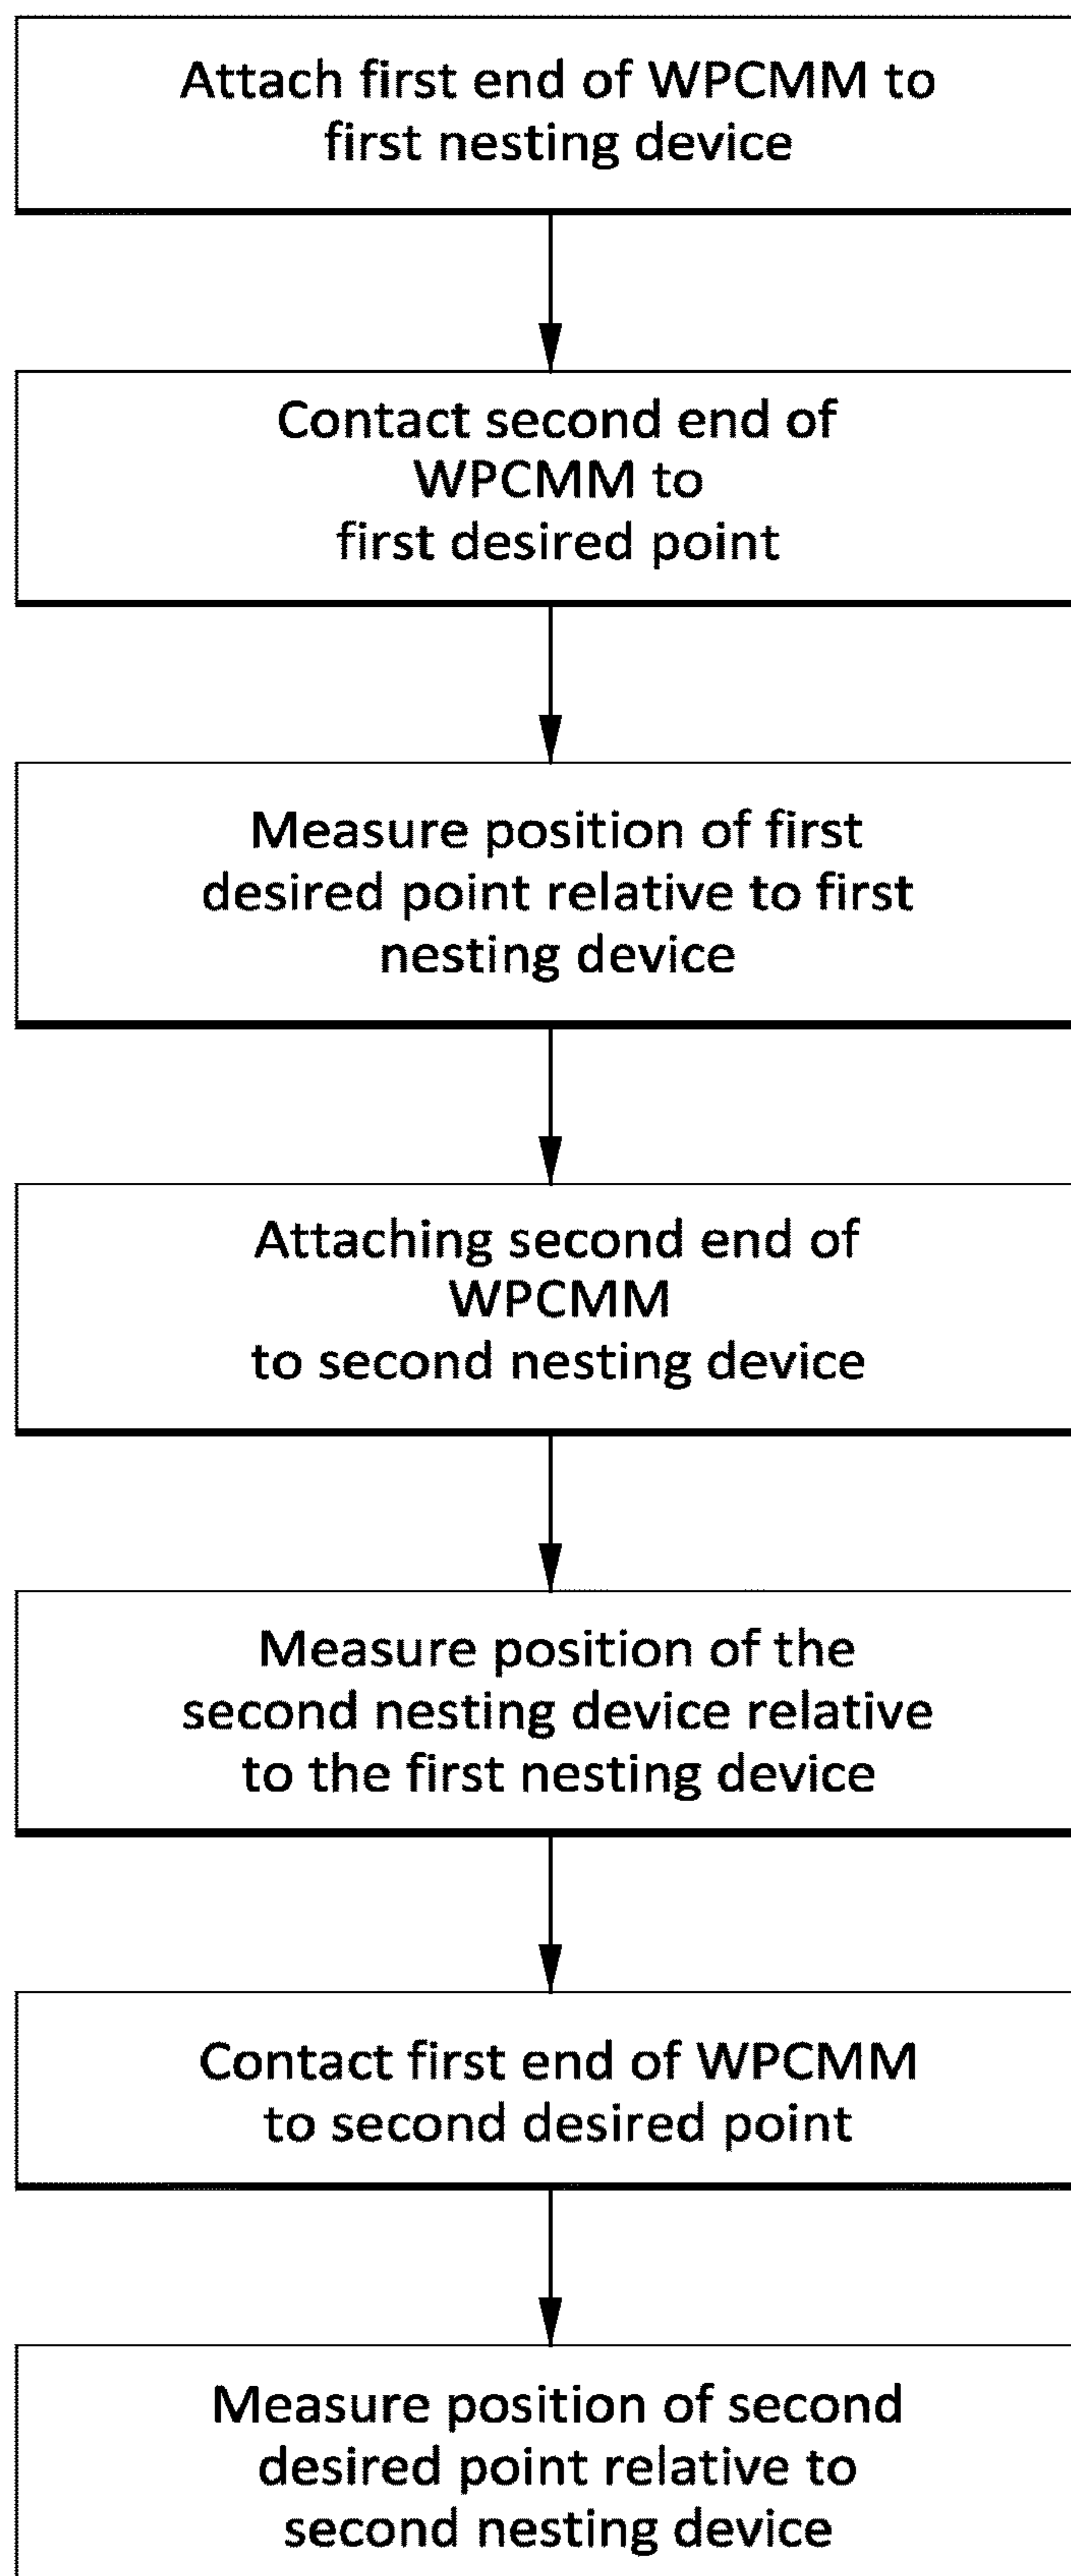 Attach first end of WPCMM to
first nesting device
Contact second end of
WPCMM to
first desired point
Measure position of first
desired point relative to first
nesting device
Attaching second end of
WPCMM
to second nesting device
Measure position of the
second nesting device relative
to the first nesting device
Contact first end of WPCMM
to second desired point
Measure position of second
desired point relative to
second nesting device